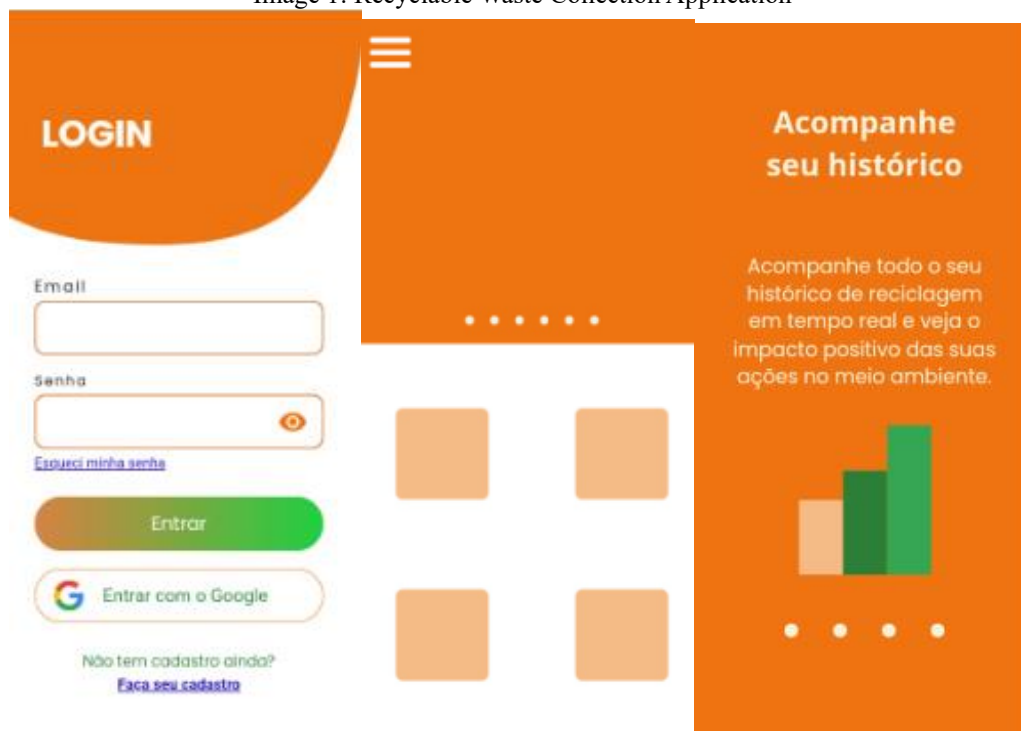 Image 1: Recyclable Waste Collection Application
LOGIN
Email
Senha
Esqueci minha senha
Entrar
Entrar com o Google
Não tem cadastro ainda?
Faça seu cadastro
Acompanhe
seu histórico
Acompanhe todo o seu
histórico de reciclagem
em tempo real e veja o
impacto positivo das suas
ações no meio ambiente.